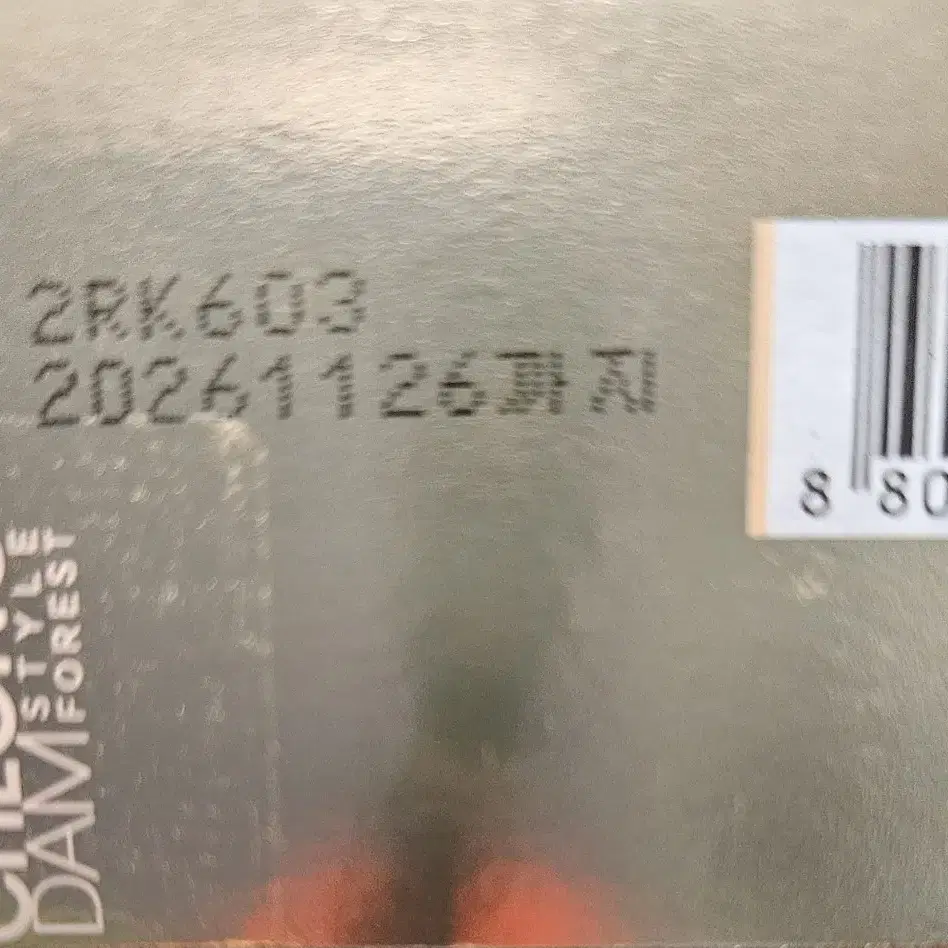 2RK603
20261126까지
8 80
STYLE
FOREST
DAM